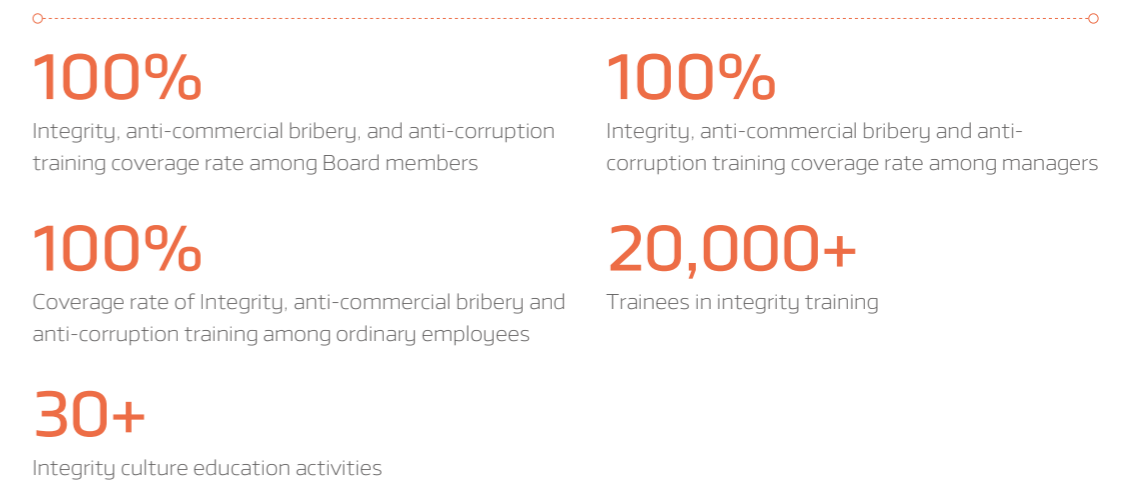 100%
Integrity, anti-commercial bribery, and anti-corruption
training coverage rate among Board members
100%
Integrity, anti-commercial bribery and anti-
corruption training coverage rate among managers
100%
Coverage rate of Integrity, anti-commercial bribery and
anti-corruption training among ordinary employees
20,000+
Trainees in integrity training
30+
Integrity culture education activities